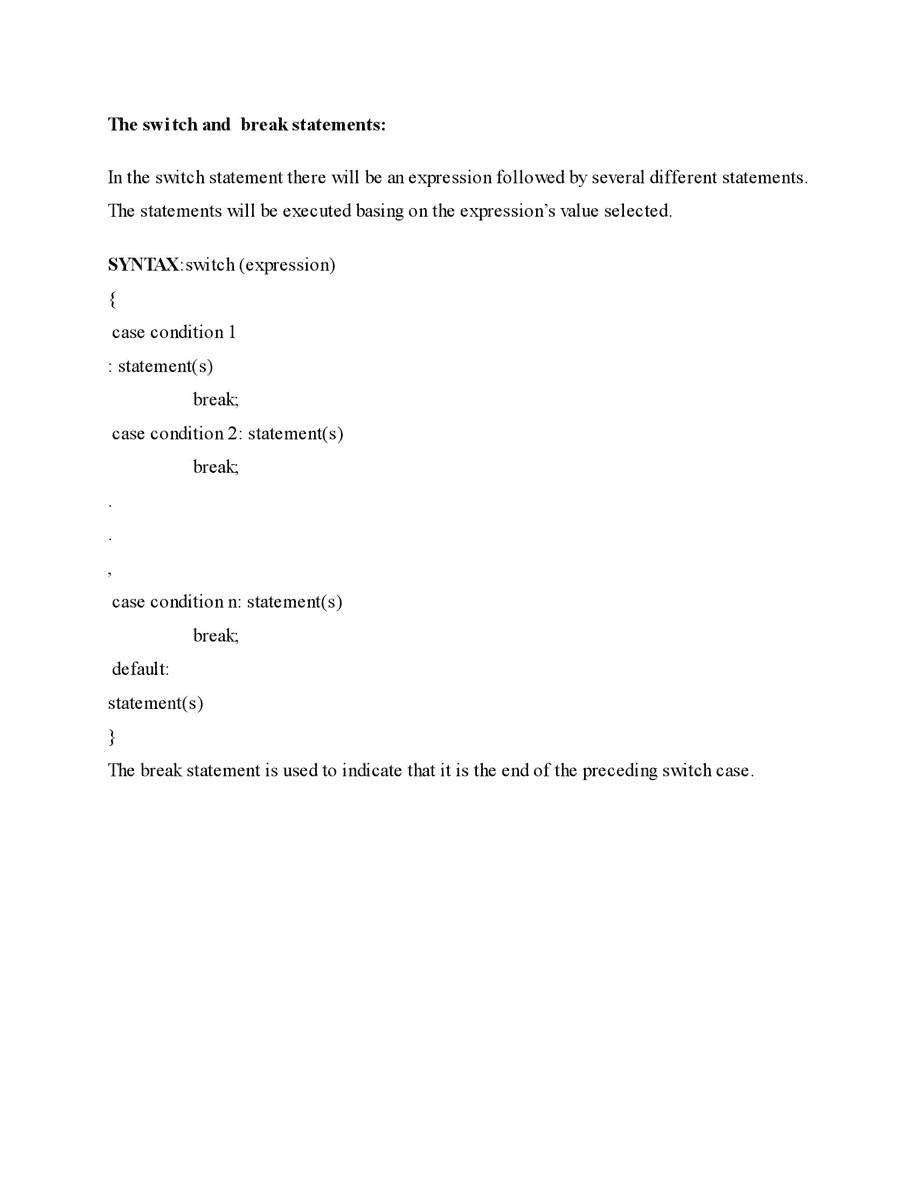 The switch and break statements:
In the switch statement there will be an expression followed by several different statements.
The statements will be executed basing on the expression’s value selected.
SYNTAX:switch (expression)
{
case condition 1
: statement(s)
break;
case condition 2: statement(s)
break;
.
.
,
case condition n: statement(s)
break;
default:
statement(s)
}
The break statement is used to indicate that it is the end of the preceding switch case.